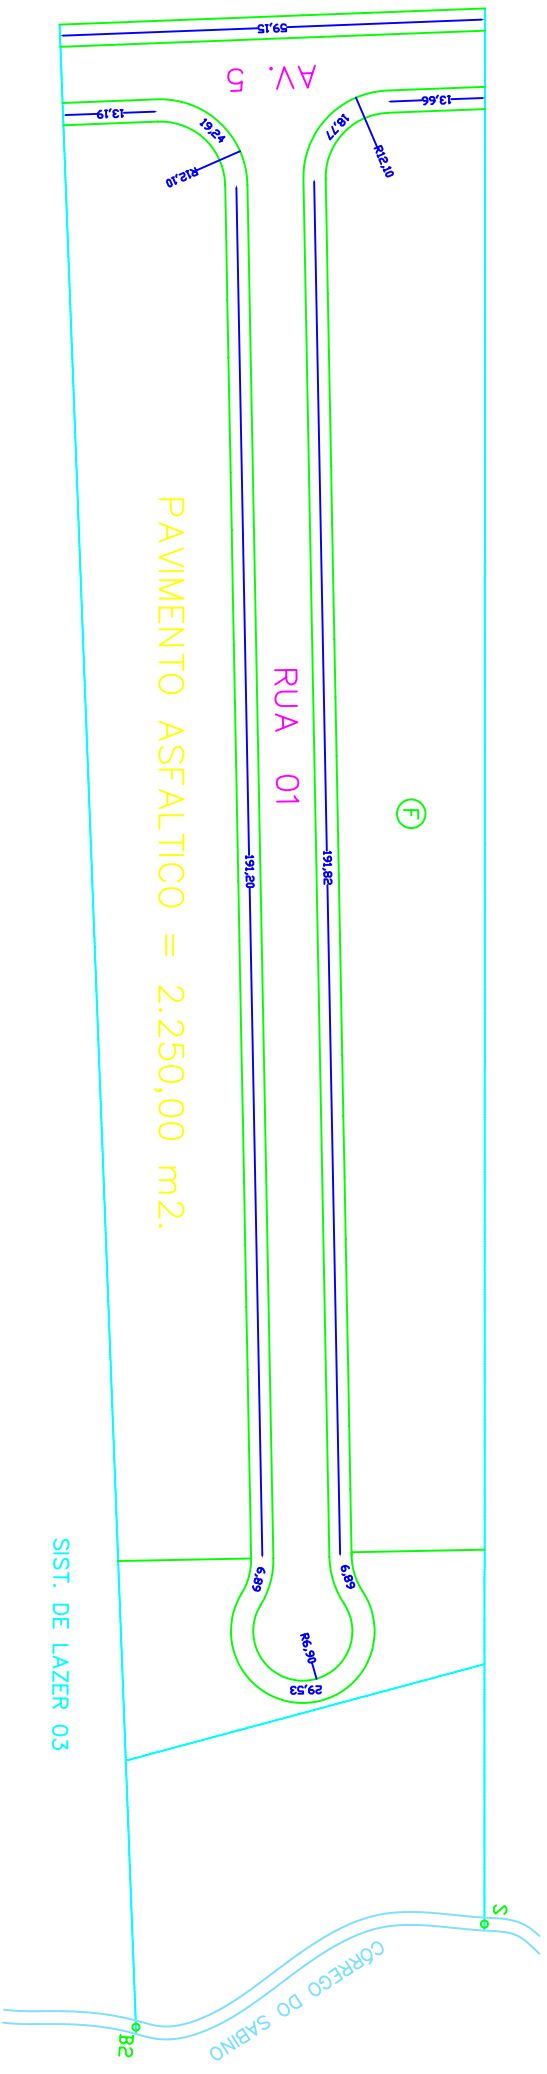 59,15
AV. 5
13,19
19,24
R12,10
18,77
13,66
R12,10
PAVIMENTO ASFALTICO = 2.250,00 m2.
RUA 01
F
191,20
191,82
6,89
6,89
R6,90
29,53
SIST. DE LAZER 03
2
CÓRREGO DO SABINO
B2